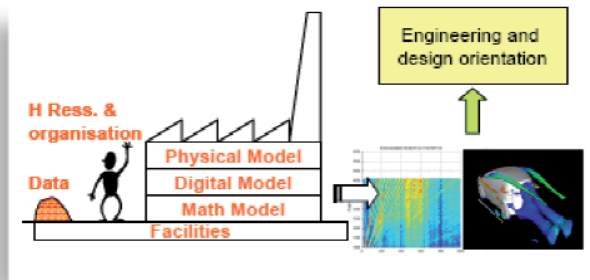 Engineering and
design orientation
H Ress. &
organisation
Physical Model
Data
Digital Model
Math Model
Facilities